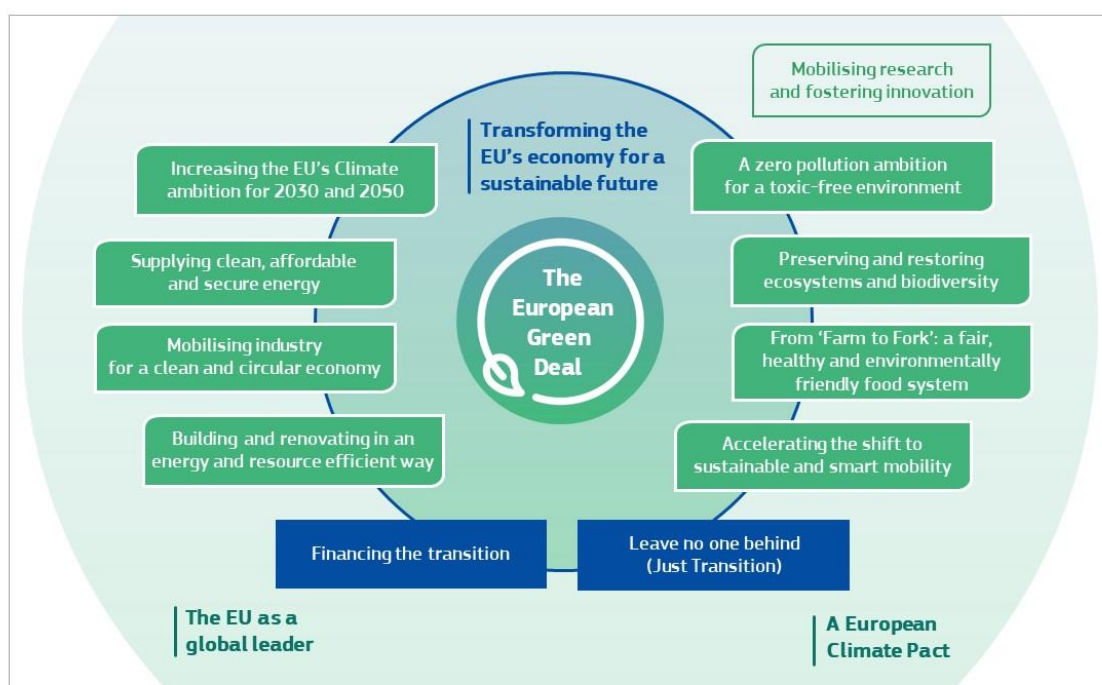 Mobilising research
and fostering innovation
Transforming the
EU's economy for a
sustainable future
Increasing the EU's Climate
ambition for 2030 and 2050
A zero pollution ambition
for a toxic-free environment
Supplying clean, affordable
and secure energy
Preserving and restoring
ecosystems and biodiversity
The
European
Green
Deal
Mobilising industry
for a clean and circular economy
From ‘Farm to Fork’: a fair,
healthy and environmentally
friendly food system
Building and renovating in an
energy and resource efficient way
Accelerating the shift to
sustainable and smart mobility
Financing the transition
Leave no one behind
(Just Transition)
The EU as a
global leader
A European
Climate Pact